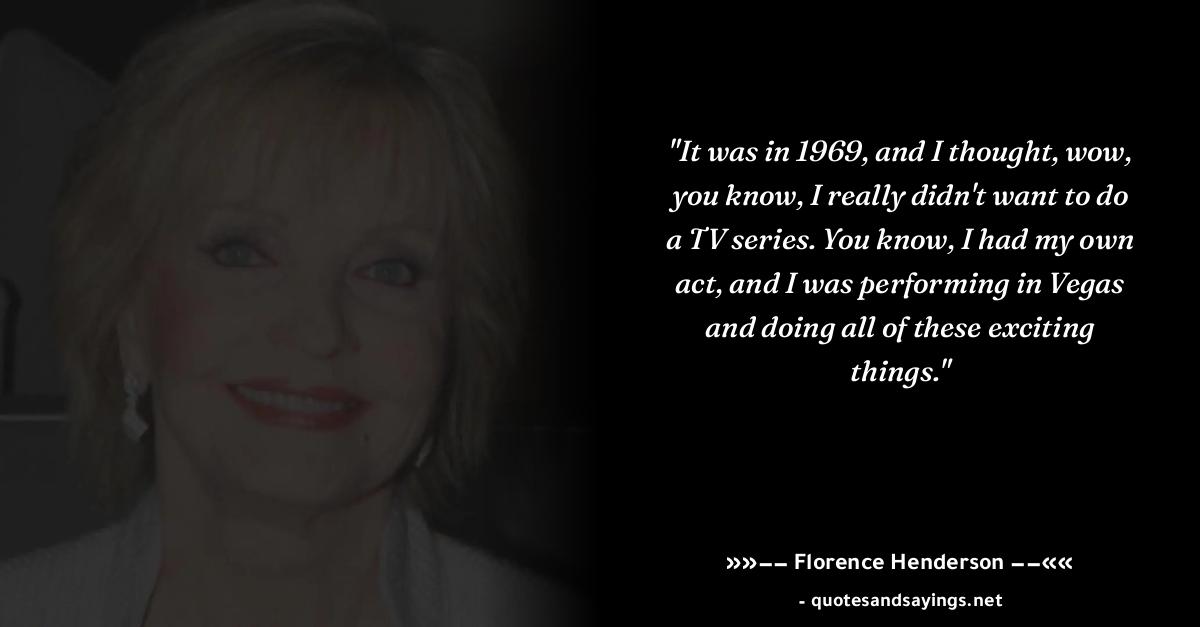 "It was in 1969, and I thought, wow,
you know, I really didn't want to do
a TV series. You know, I had my own
act, and I was performing in Vegas
and doing all of these exciting
things."
»»–– Florence Henderson ––««
- quotesandsayings.net